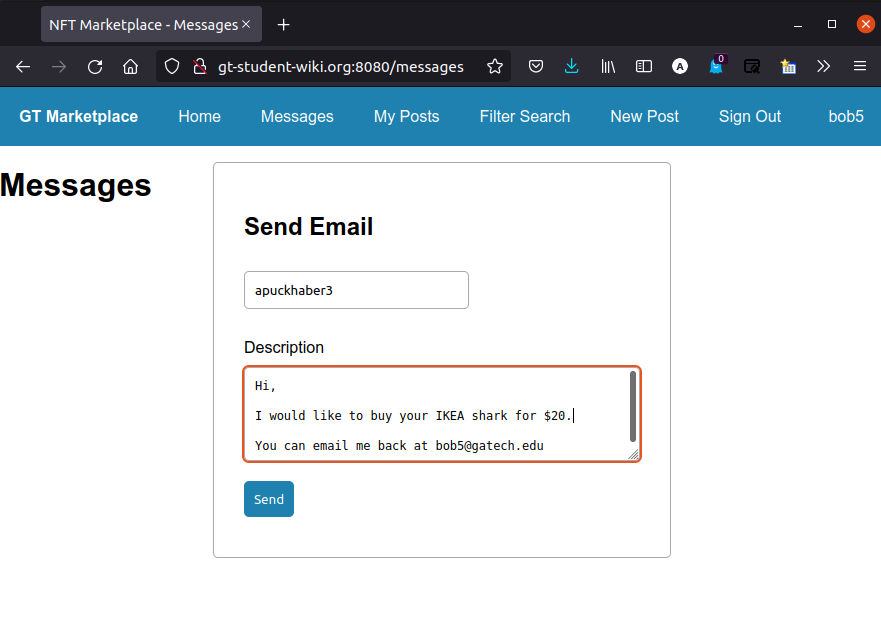 NFT Marketplace - Messages
gt-student-wiki.org:8080/messages
0
GT Marketplace Home Messages My Posts Filter Search New Post Sign Out bob5
Messages
Send Email
apuckhaber3
Description
Hi,
I would like to buy your IKEA shark for $20.
You can email me back at bob5@gatech.edu
Send